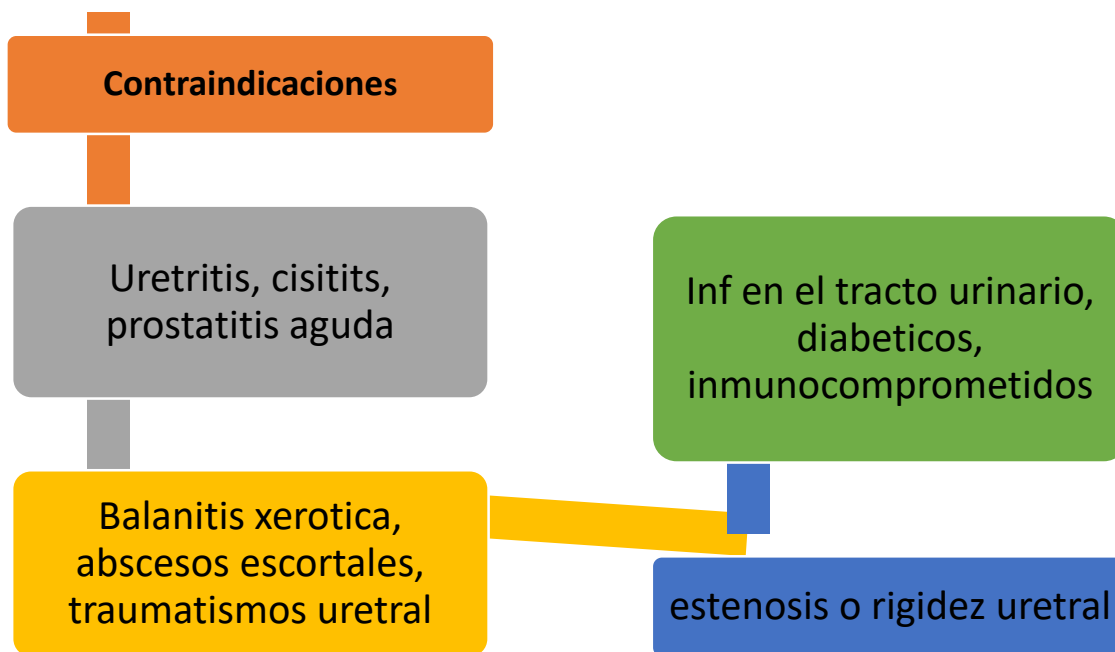 Contraindicaciones
Uretritis, cisitits,
prostatitis aguda
Balanitis xerotica,
abscesos escortales,
traumatismos uretral
estenosis o rigidez uretral
Inf en el tracto urinario,
diabeticos,
inmunocomprometidos